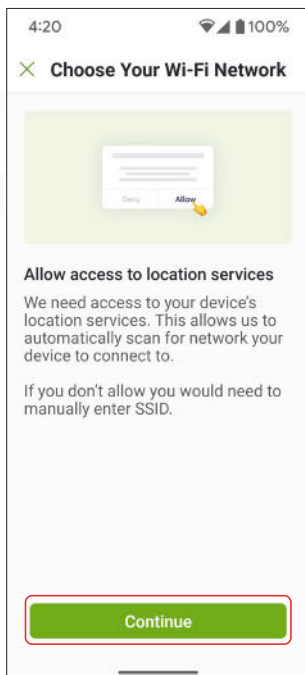 4:20 100%
Choose Your Wi-Fi Network
Deny Allow
Allow access to location services
We need access to your device's
location services. This allows us to
automatically scan for network your
device to connect to.
If you don't allow you would need to
manually enter SSID.
Continue